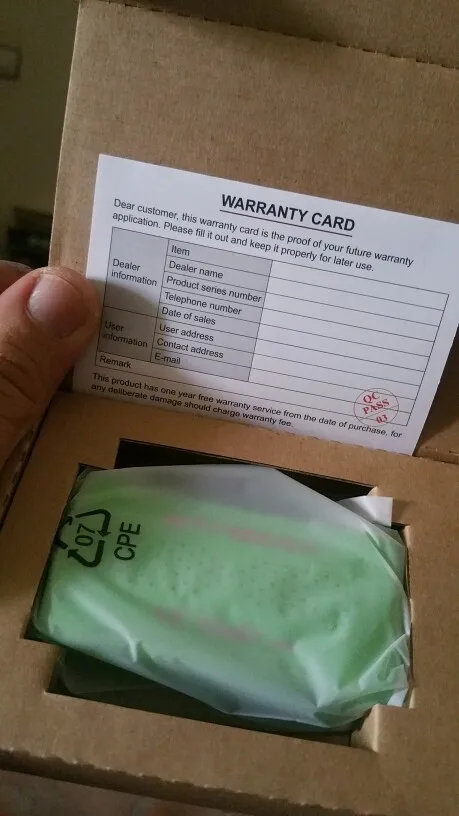 WARRANTY CARD
Dear customer, this warranty card is the proof of your future warranty
application. Please fill it out and keep it properly for later use.
Dealer
information
Item
Dealer name
Product series number
Telephone number
Date of sales
User
information
User address
Contact address
E-mail
Remark
This product has one year free warranty service from the date of purchase, for
any deliberate damage should charge warranty fee.
QC
PASS
03
07
CPE